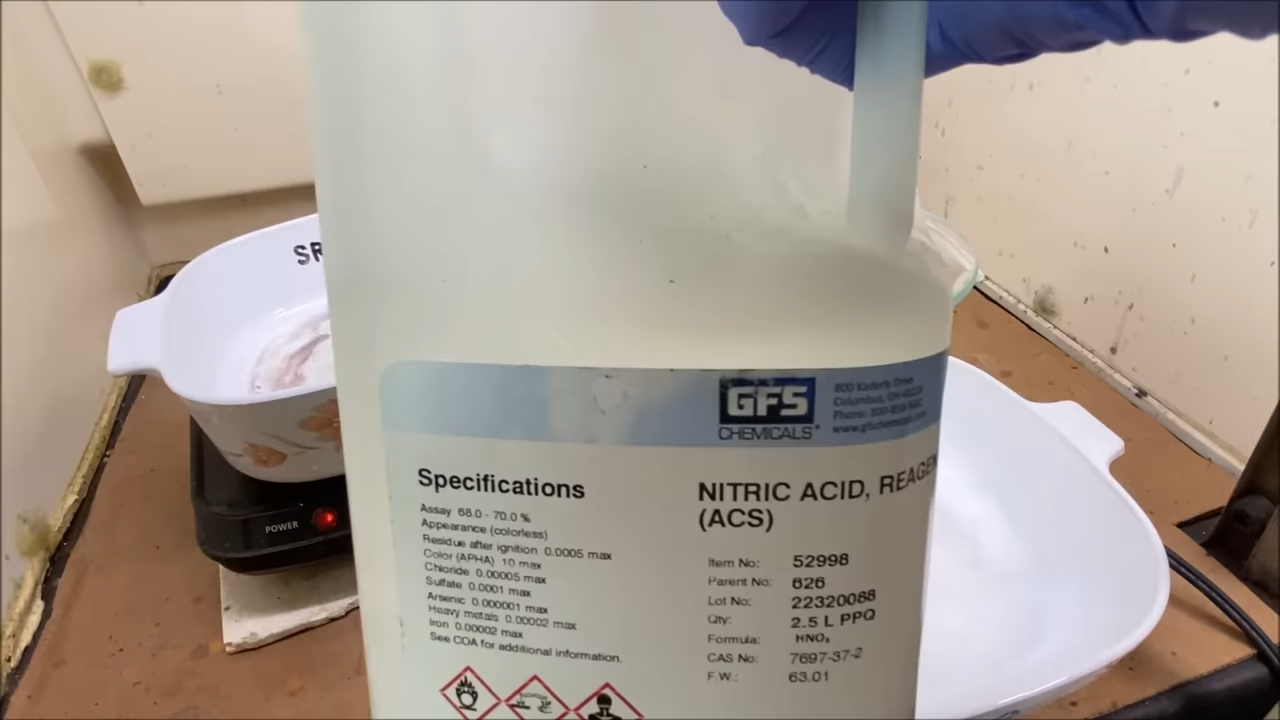 SR
POWER
GFS
CHEMICALS®
800 Kaderly Drive
Columbus, OH
Phone: 800-
www.gfschemicals.com
Specifications
Assay 68.0 - 70.0 %
Appearance (colorless)
Residue after ignition 0.0005 max
Color (APHA) 10 max
Chloride 0.00005 max
Sulfate 0.0001 max
Arsenic 0.000001 max
Heavy metals 0.00002 max
Iron 0.00002 max
See COA for additional information.
NITRIC ACID, REAGEN
(ACS)
Item No: 52998
Parent No: 626
Lot No: 22320088
Qty: 2.5 L PPQ
Formula: HNO₃
CAS No: 7697-37-2
F.W.: 63.01